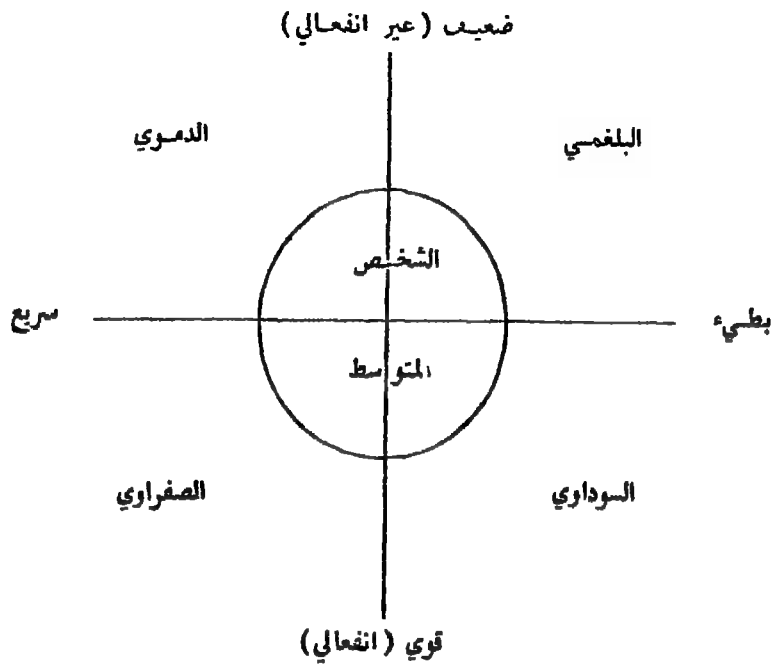 ضعيف (عير انفعالي)
البلغمي
الدموي
الشخص
بطيء
سريع
المتوسط
السوداوي
الصفراوي
قوي (انفعالي)